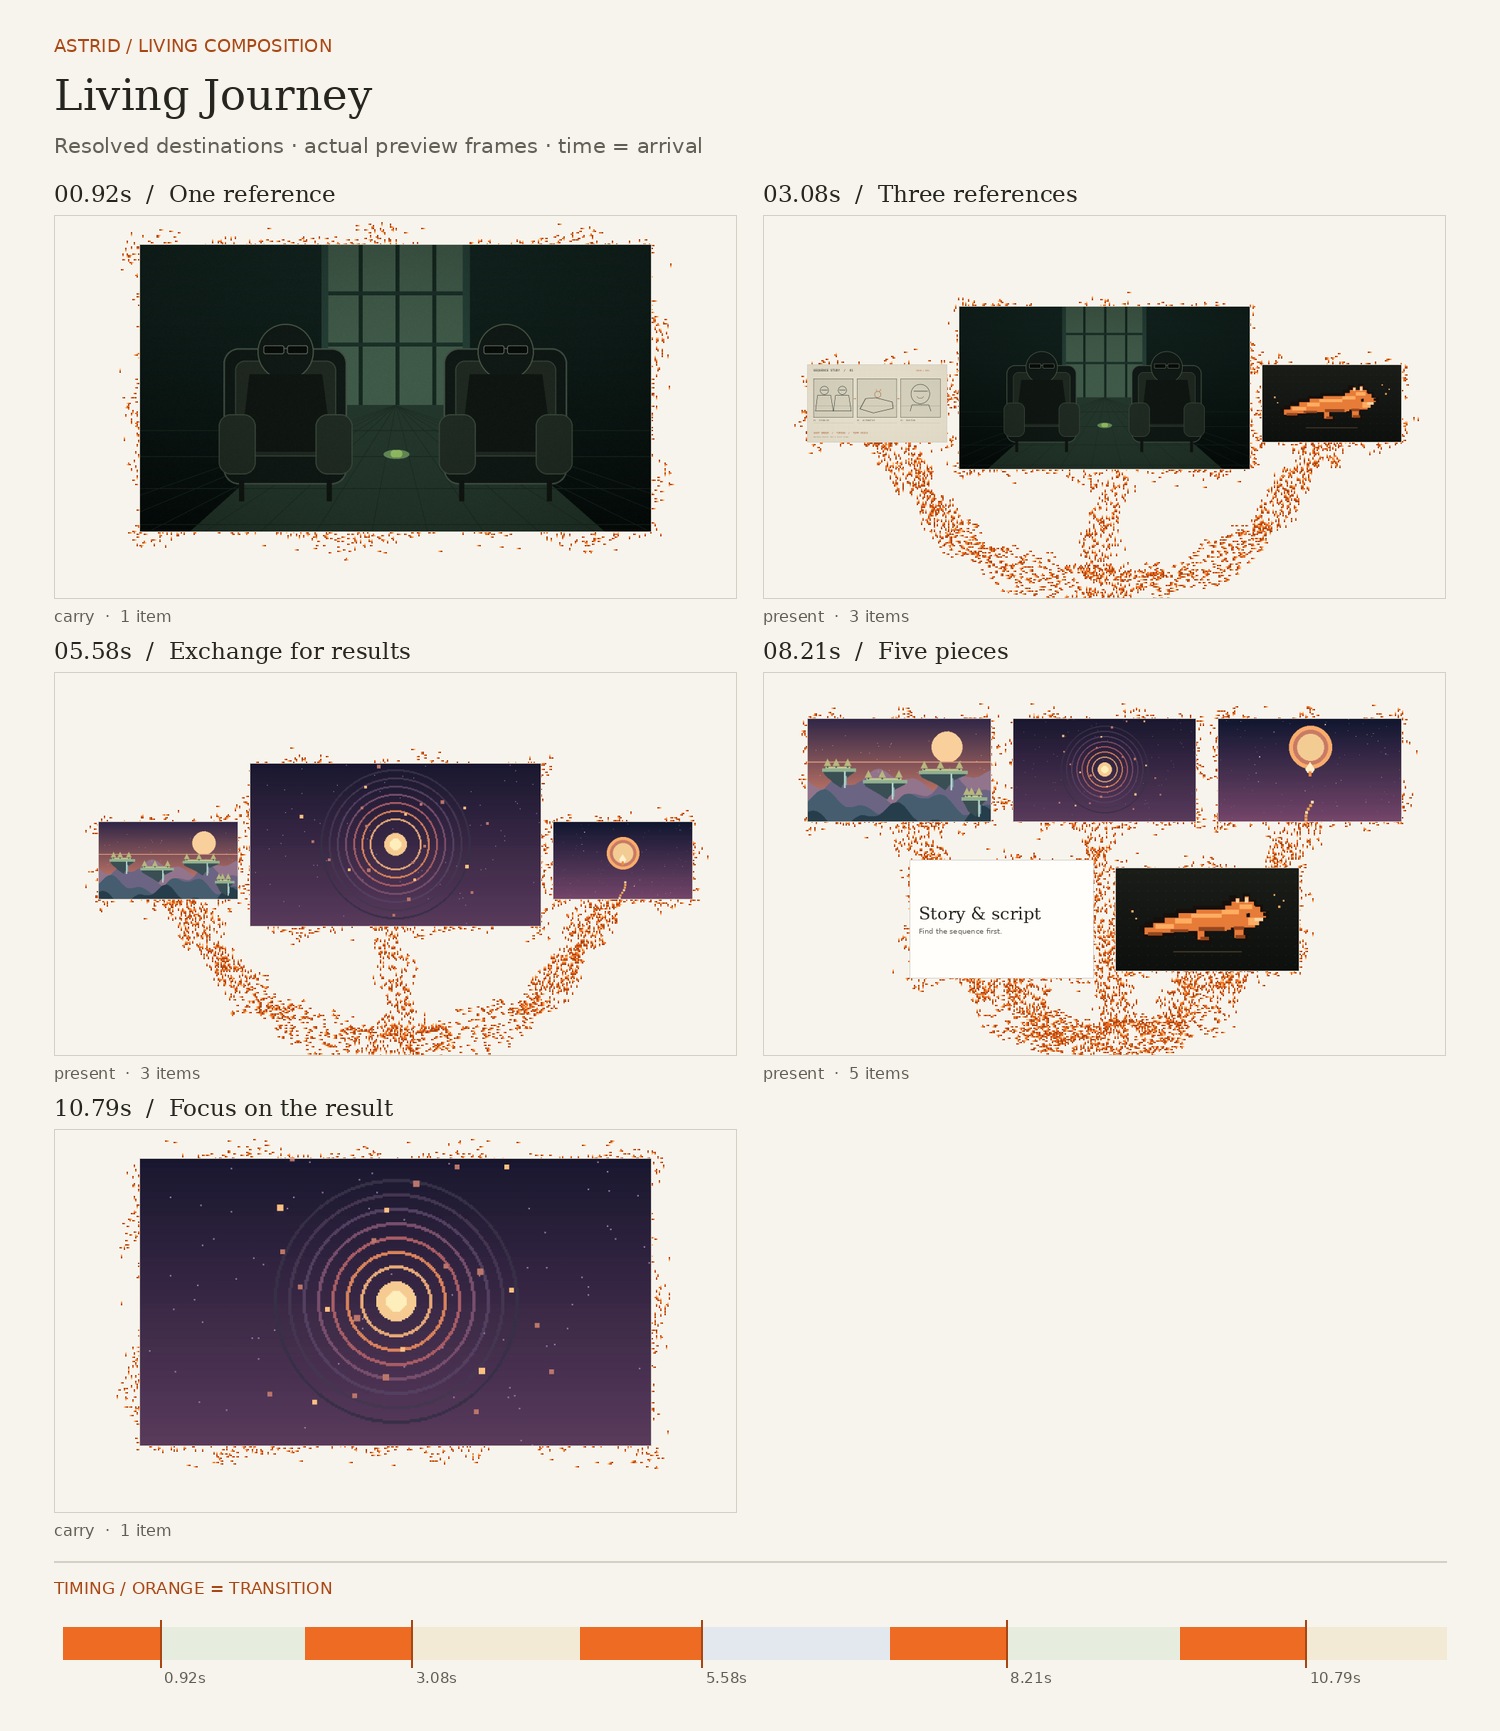 ASTRID / LIVING COMPOSITION
Living Journey
Resolved destinations · actual preview frames · time = arrival
00.92s / One reference
03.08s / Three references
carry · 1 item
present · 3 items
05.58s / Exchange for results
08.21s / Five pieces
Story & script
Find the sequence first.
present · 3 items
present · 5 items
10.79s / Focus on the result
carry · 1 item
TIMING / ORANGE = TRANSITION
0.92s
3.08s
5.58s
8.21s
10.79s